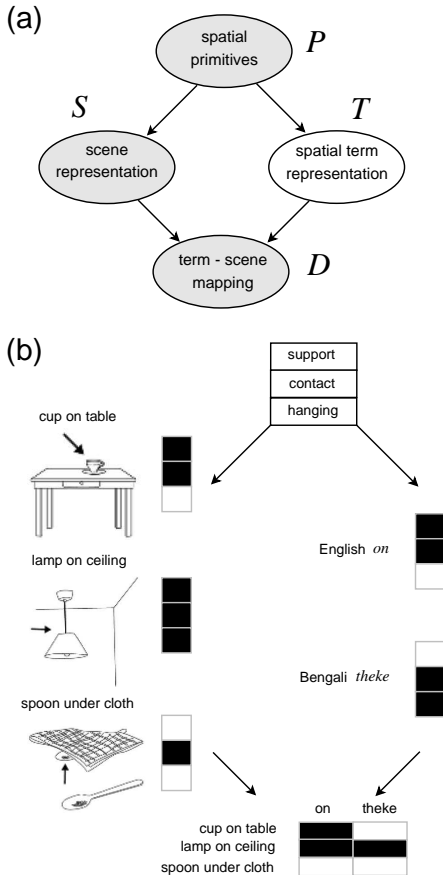 (a)
spatial
primitives
P
S
T
scene
representation
spatial term
representation
term - scene
mapping
D
(b)
support
contact
hanging
cup on table
English on
lamp on ceiling
Bengali theke
spoon under cloth
on theke
cup on table
lamp on ceiling
spoon under cloth